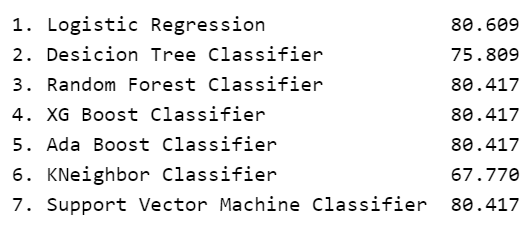 1. Logistic Regression 80.609
2. Desicion Tree Classifier 75.809
3. Random Forest Classifier 80.417
4. XG Boost Classifier 80.417
5. Ada Boost Classifier 80.417
6. KNeighbor Classifier 67.770
7. Support Vector Machine Classifier 80.417